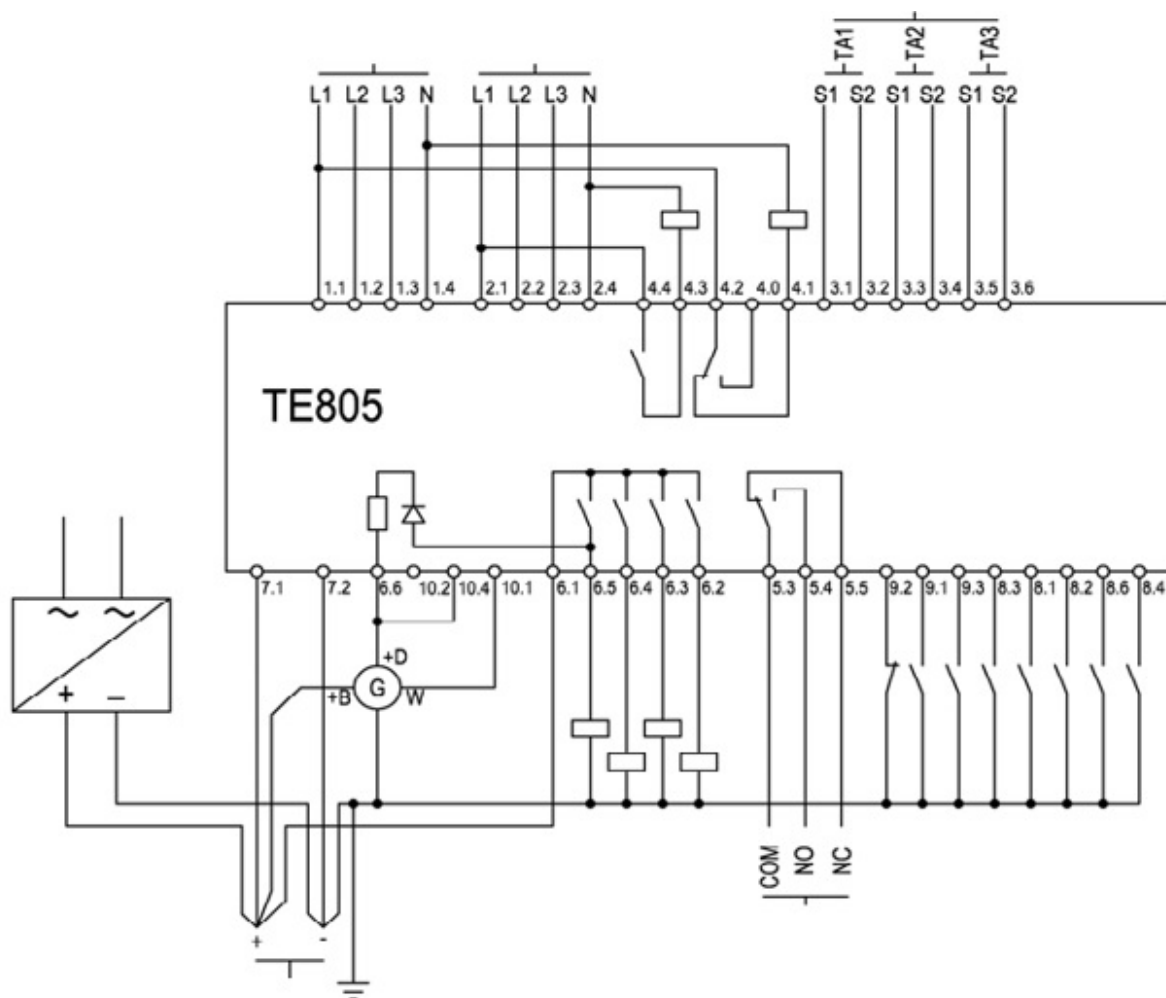 TA1 TA2 TA3
L1 L2 L3 N L1 L2 L3 N S1 S2 S1 S2 S1 S2
1.1 1.2 1.3 1.4 2.1 2.2 2.3 2.4 4.4 4.3 4.2 4.0 4.1 3.1 3.2 3.3 3.4 3.5 3.6
TE805
7.1 7.2 6.6 10.2 10.4 10.1 6.1 6.5 6.4 6.3 6.2 5.3 5.4 5.5 9.2 9.1 9.3 8.3 8.1 8.2 8.6 8.4
~ ~
+ −
+D
+B G W
COM NO NC
+ -